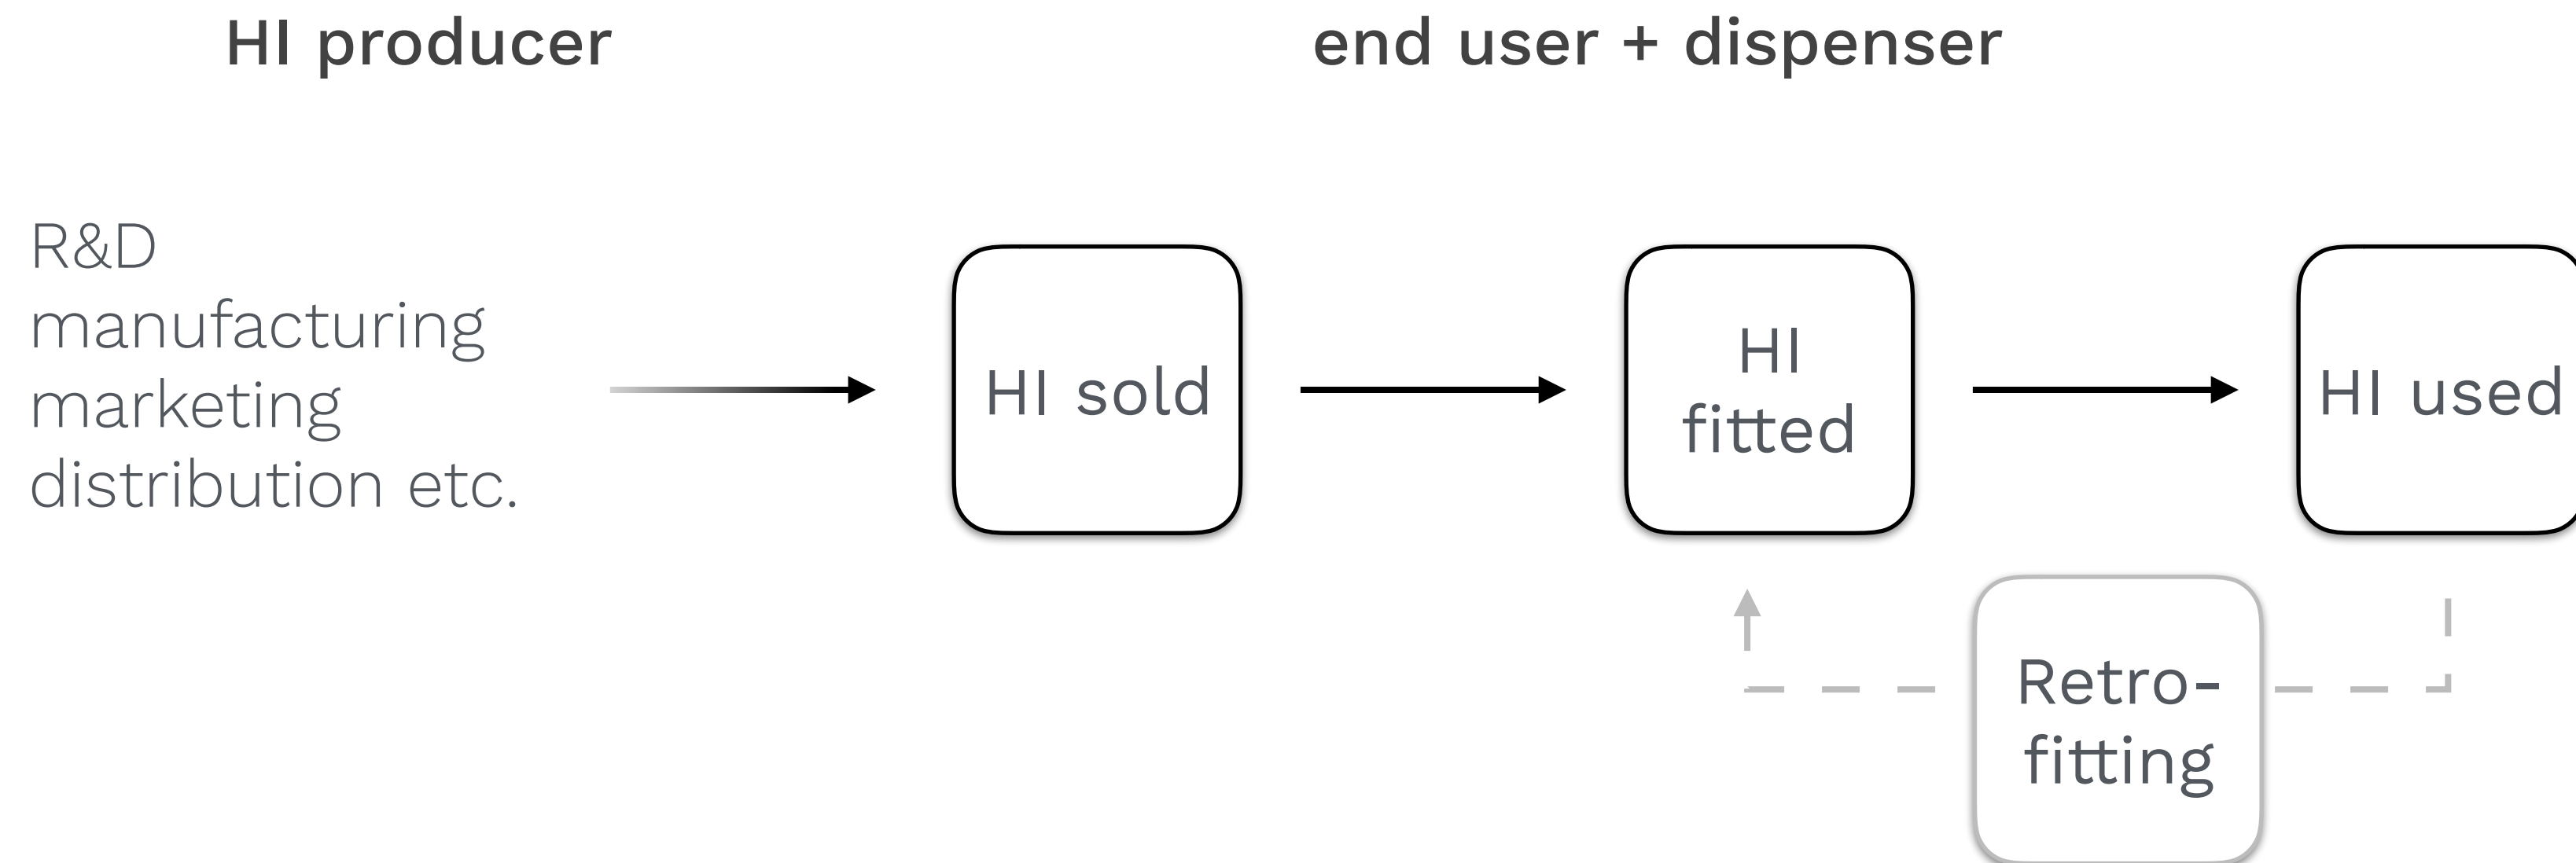 HI producer
end user + dispenser
R&D
manufacturing
marketing
distribution etc.
HI sold
HI
fitted
HI used
Retro-
fitting